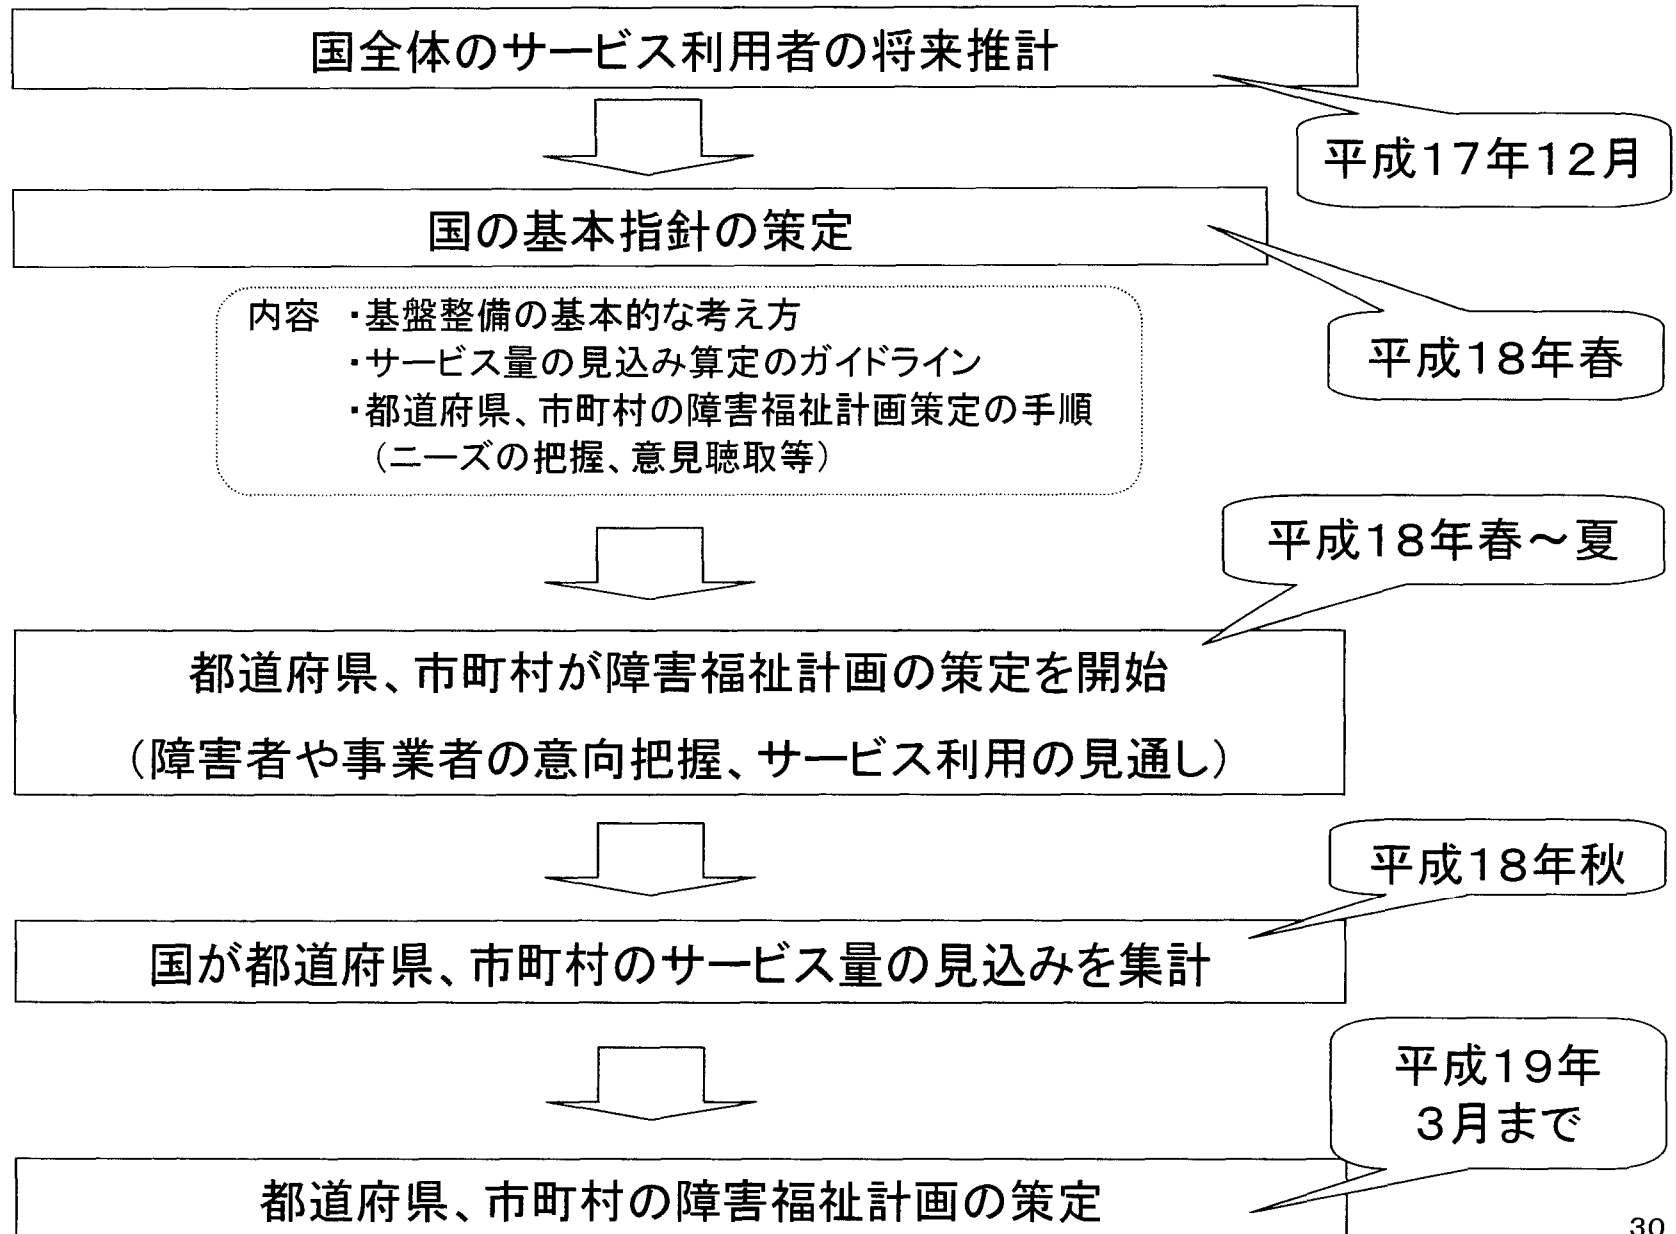 国全体のサービス利用者の将来推計
平成17年12月
国の基本指針の策定
平成18年春
内容 ・基盤整備の基本的な考え方
・サービス量の見込み算定のガイドライン
・都道府県、市町村の障害福祉計画策定の手順
（ニーズの把握、意見聴取等）
平成18年春～夏
都道府県、市町村が障害福祉計画の策定を開始
（障害者や事業者の意向把握、サービス利用の見通し）
平成18年秋
国が都道府県、市町村のサービス量の見込みを集計
平成19年
3月まで
都道府県、市町村の障害福祉計画の策定
30